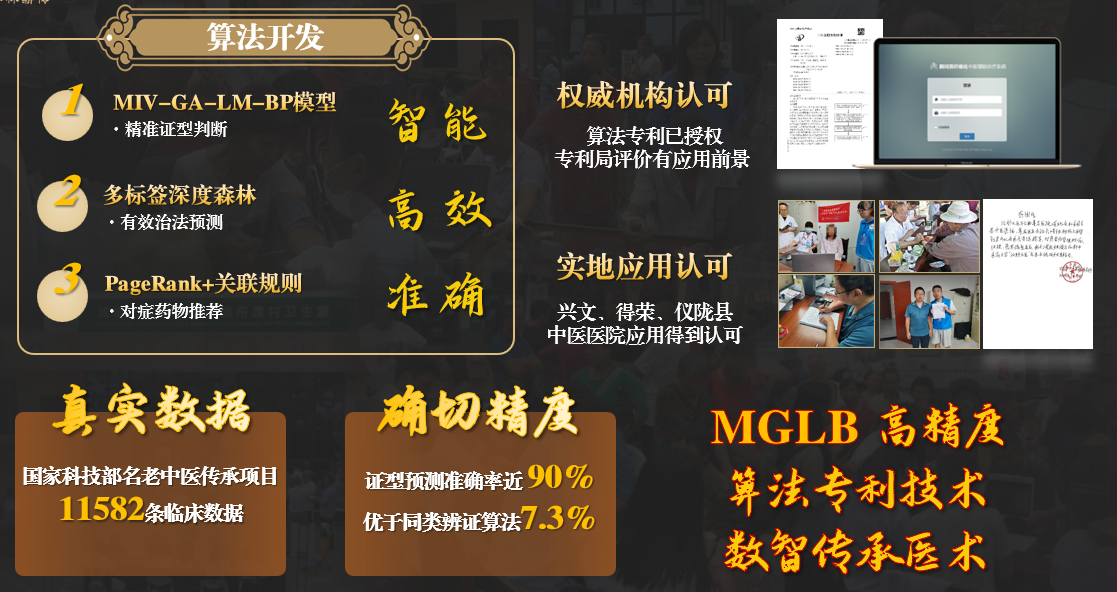 算法开发
1
MIV-GA-LM-BP模型
·精准证型判断
智能
2
多标签深度森林
·有效治法预测
高效
3
PageRank+关联规则
·对症药物推荐
准确
权威机构认可
算法专利已授权
专利局评价有应用前景
实地应用认可
兴文、得荣、仪陇县
中医医院应用得到认可
真实数据
国家科技部名老中医传承项目
11582条临床数据
确切精度
证型预测准确率近 90%
优于同类辨证算法7.3%
MGLB 高精度
算法专利技术
数智传承医术